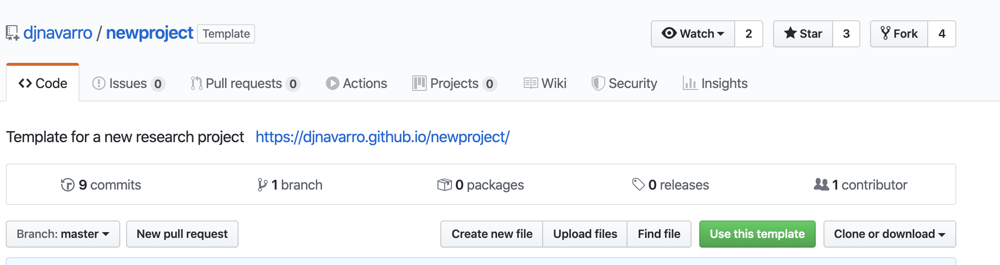 djnavarro / newproject Template Watch 2 Star 3 Fork 4
Code Issues 0 Pull requests 0 Actions Projects 0 Wiki Security Insights
Template for a new research project https://djnavarro.github.io/newproject/
9 commits 1 branch 0 packages 0 releases 1 contributor
Branch: master New pull request Create new file Upload files Find file Use this template Clone or download